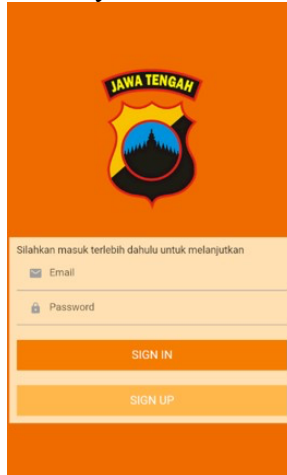 JAWA TENGAH
Silahkan masuk terlebih dahulu untuk melanjutkan
Email
Password
SIGN IN
SIGN UP